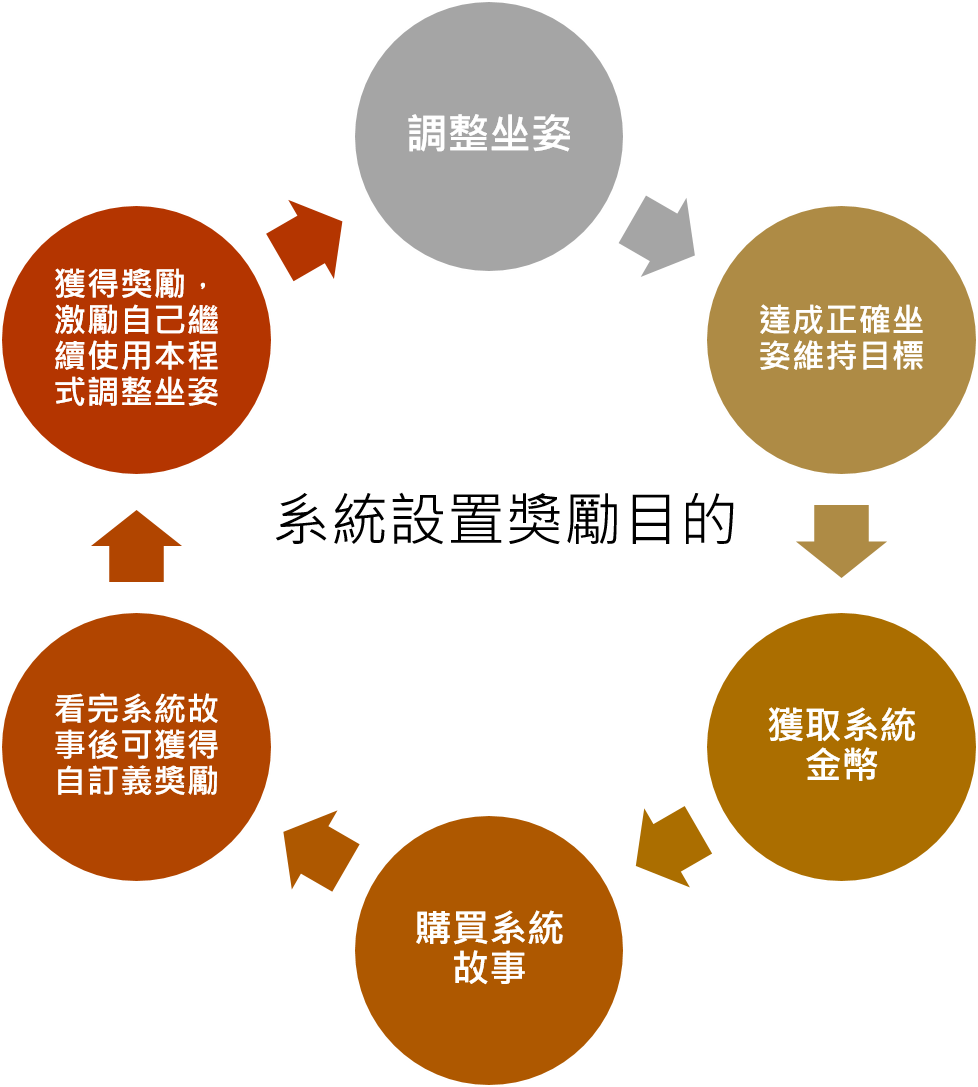 調整坐姿
達成正確坐
姿維持目標
獲取系統
金幣
購買系統
故事
看完系統故
事後可獲得
自訂義獎勵
獲得獎勵，
激勵自己繼
續使用本程
式調整坐姿
系統設置獎勵目的